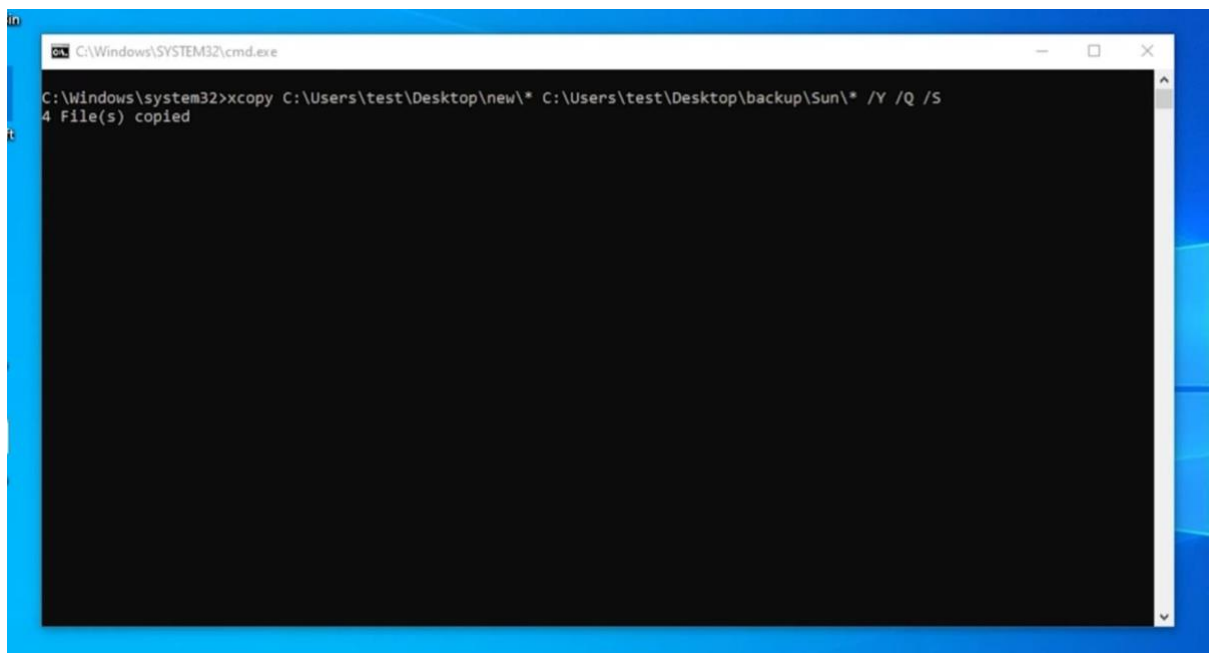 in
C:\Windows\SYSTEM32\cmd.exe
C:\Windows\system32>xcopy C:\Users\test\Desktop\new\* C:\Users\test\Desktop\backup\Sun\* /Y /Q /S
4 File(s) copied